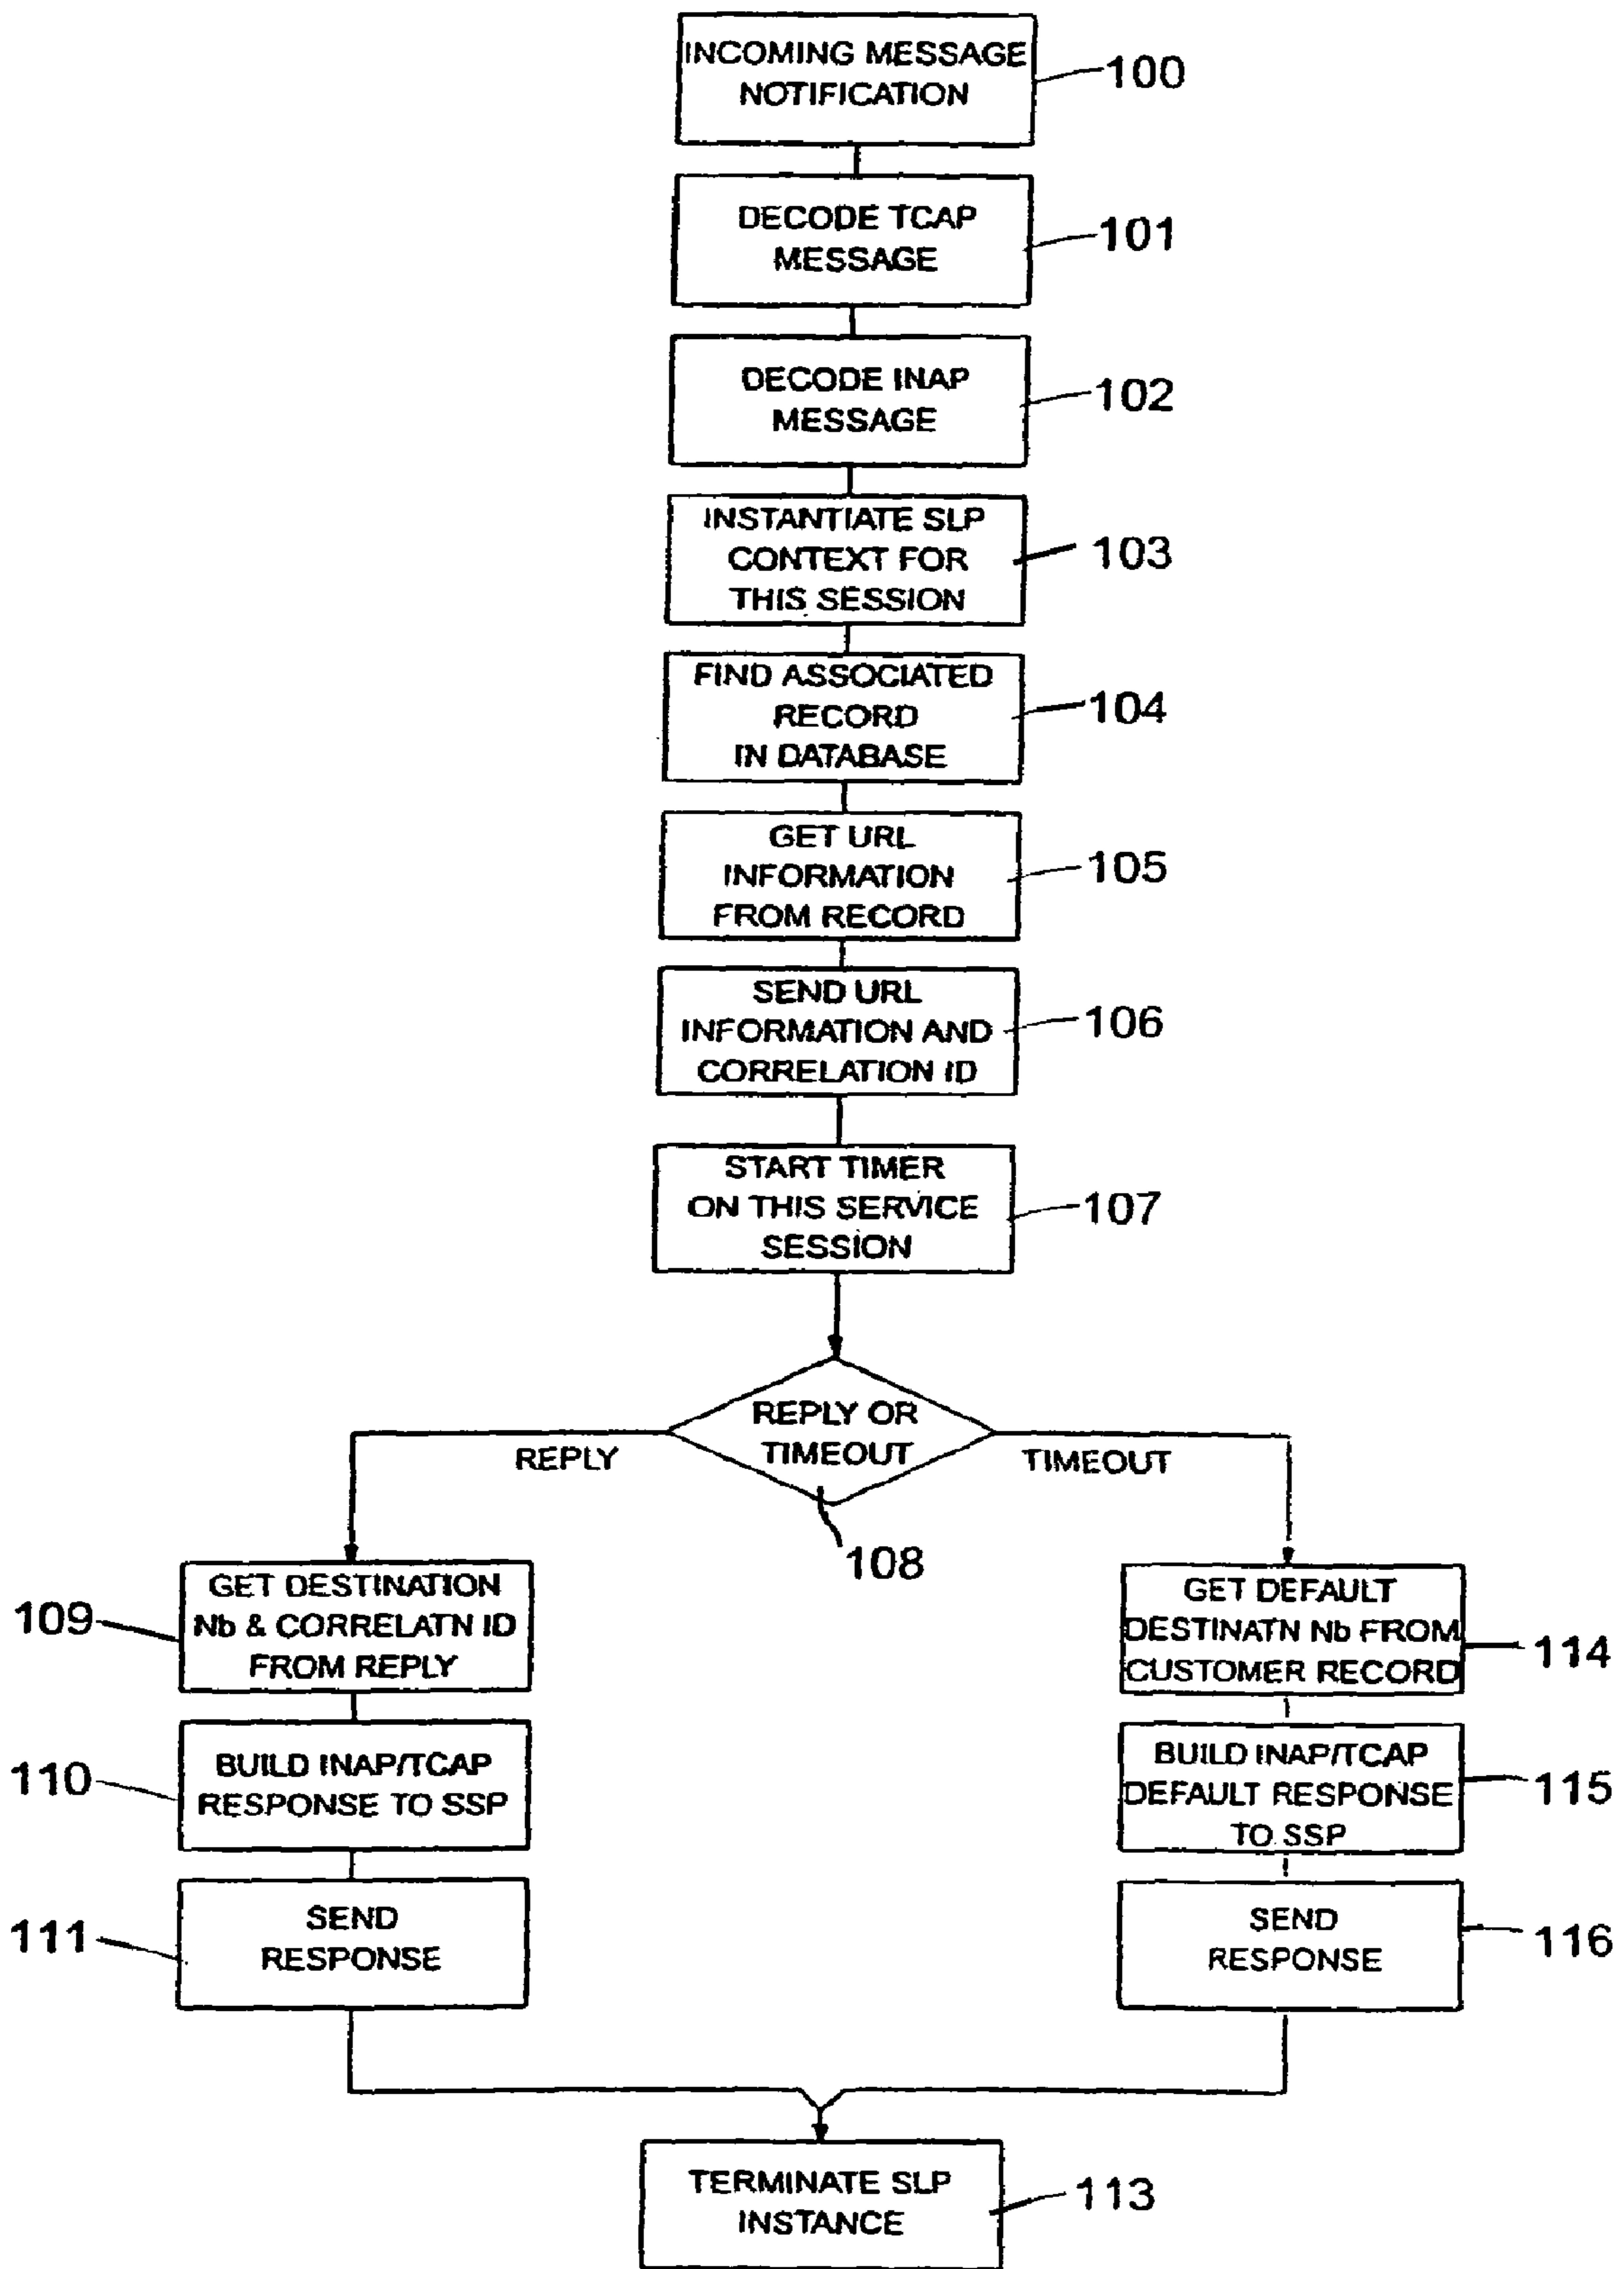 INCOMING MESSAGE
NOTIFICATION
100
DECODE TCAP
MESSAGE
101
DECODE INAP
MESSAGE
102
INSTANTIATE SLP
CONTEXT FOR
THIS SESSION
103
FIND ASSOCIATED
RECORD
IN DATABASE
104
GET URL
INFORMATION
FROM RECORD
105
SEND URL
INFORMATION AND
CORRELATION ID
106
START TIMER
ON THIS SERVICE
SESSION
107
REPLY OR
TIMEOUT
REPLY
TIMEOUT
108
GET DESTINATION
Nb & CORRELATN ID
FROM REPLY
109
BUILD INAP/TCAP
RESPONSE TO SSP
110
SEND
RESPONSE
111
GET DEFAULT
DESTINATN Nb FROM
CUSTOMER RECORD
114
BUILD INAP/TCAP
DEFAULT RESPONSE
TO SSP
115
SEND
RESPONSE
116
TERMINATE SLP
INSTANCE
113